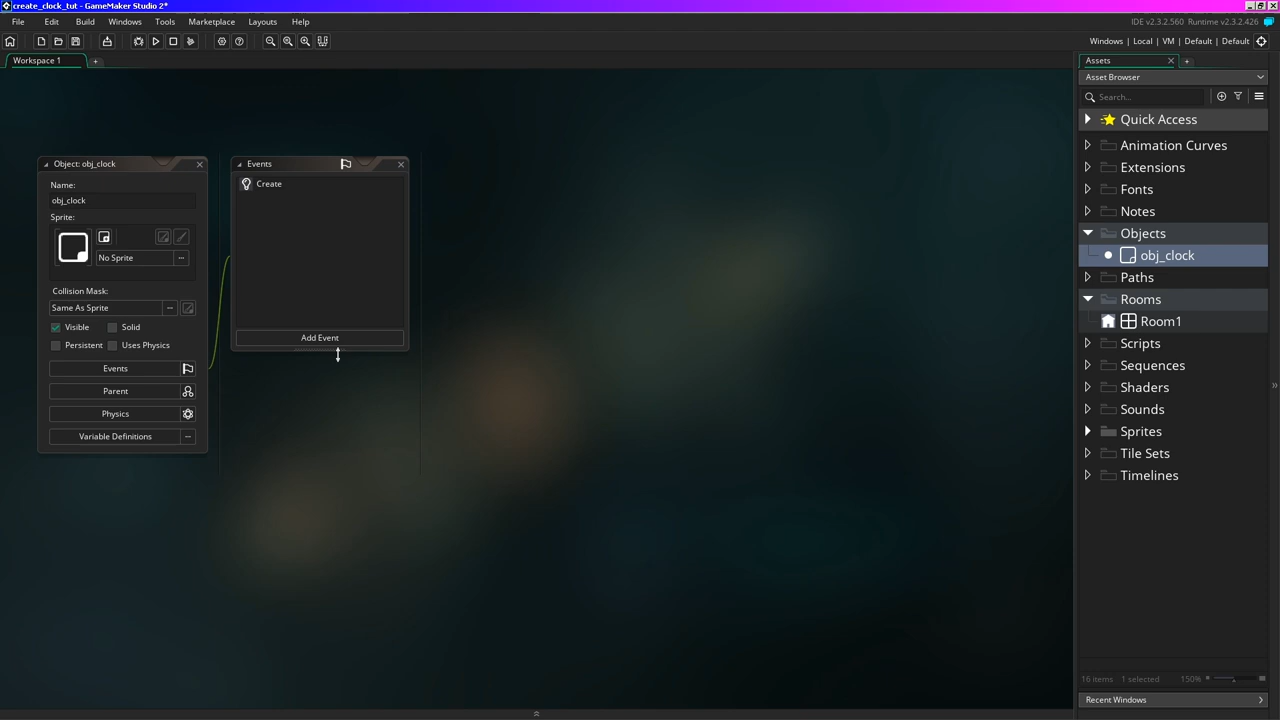 create_clock_tut - GameMaker Studio 2*
File Edit Build Windows Tools Marketplace Layouts Help
IDE v2.3.2.560 Runtime v2.3.2.426
Windows | Local | VM | Default | Default
Workspace 1
Object: obj_clock
Name:
obj_clock
Sprite:
No Sprite
Collision Mask:
Same As Sprite
Visible Solid
Persistent Uses Physics
Events
Parent
Physics
Variable Definitions
Events
Create
Add Event
Assets
Asset Browser
Search...
Quick Access
Animation Curves
Extensions
Fonts
Notes
Objects
obj_clock
Paths
Rooms
Room1
Scripts
Sequences
Shaders
Sounds
Sprites
Tile Sets
Timelines
16 items 1 selected 150%
Recent Windows